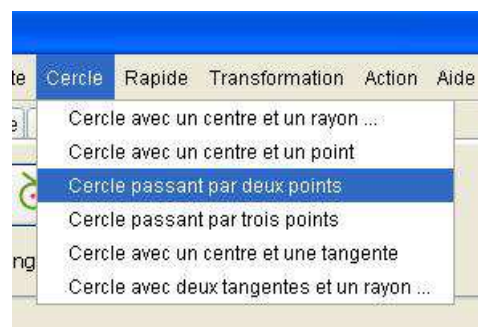 te Cercle Rapide Transformation Action Aide
e
Cercle avec un centre et un rayon ...
Cercle avec un centre et un point
Cercle passant par deux points
Cercle passant par trois points
ng
Cercle avec un centre et une tangente
Cercle avec deux tangentes et un rayon ...